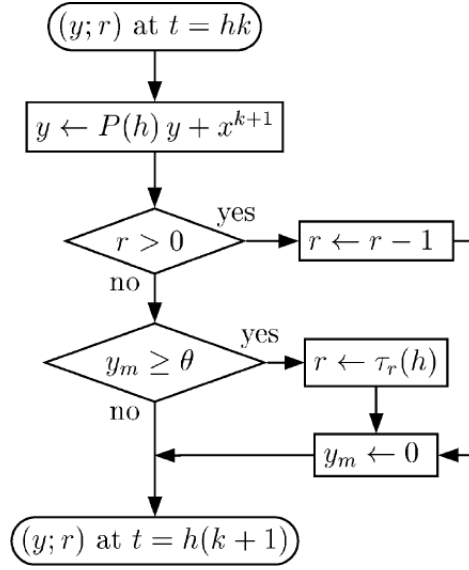 (y; r) at t = hk
y ← P(h) y + x^{k+1}
yes
r > 0
r ← r − 1
no
yes
y_m ≥ θ
r ← τ_r(h)
no
y_m ← 0
(y; r) at t = h(k + 1)